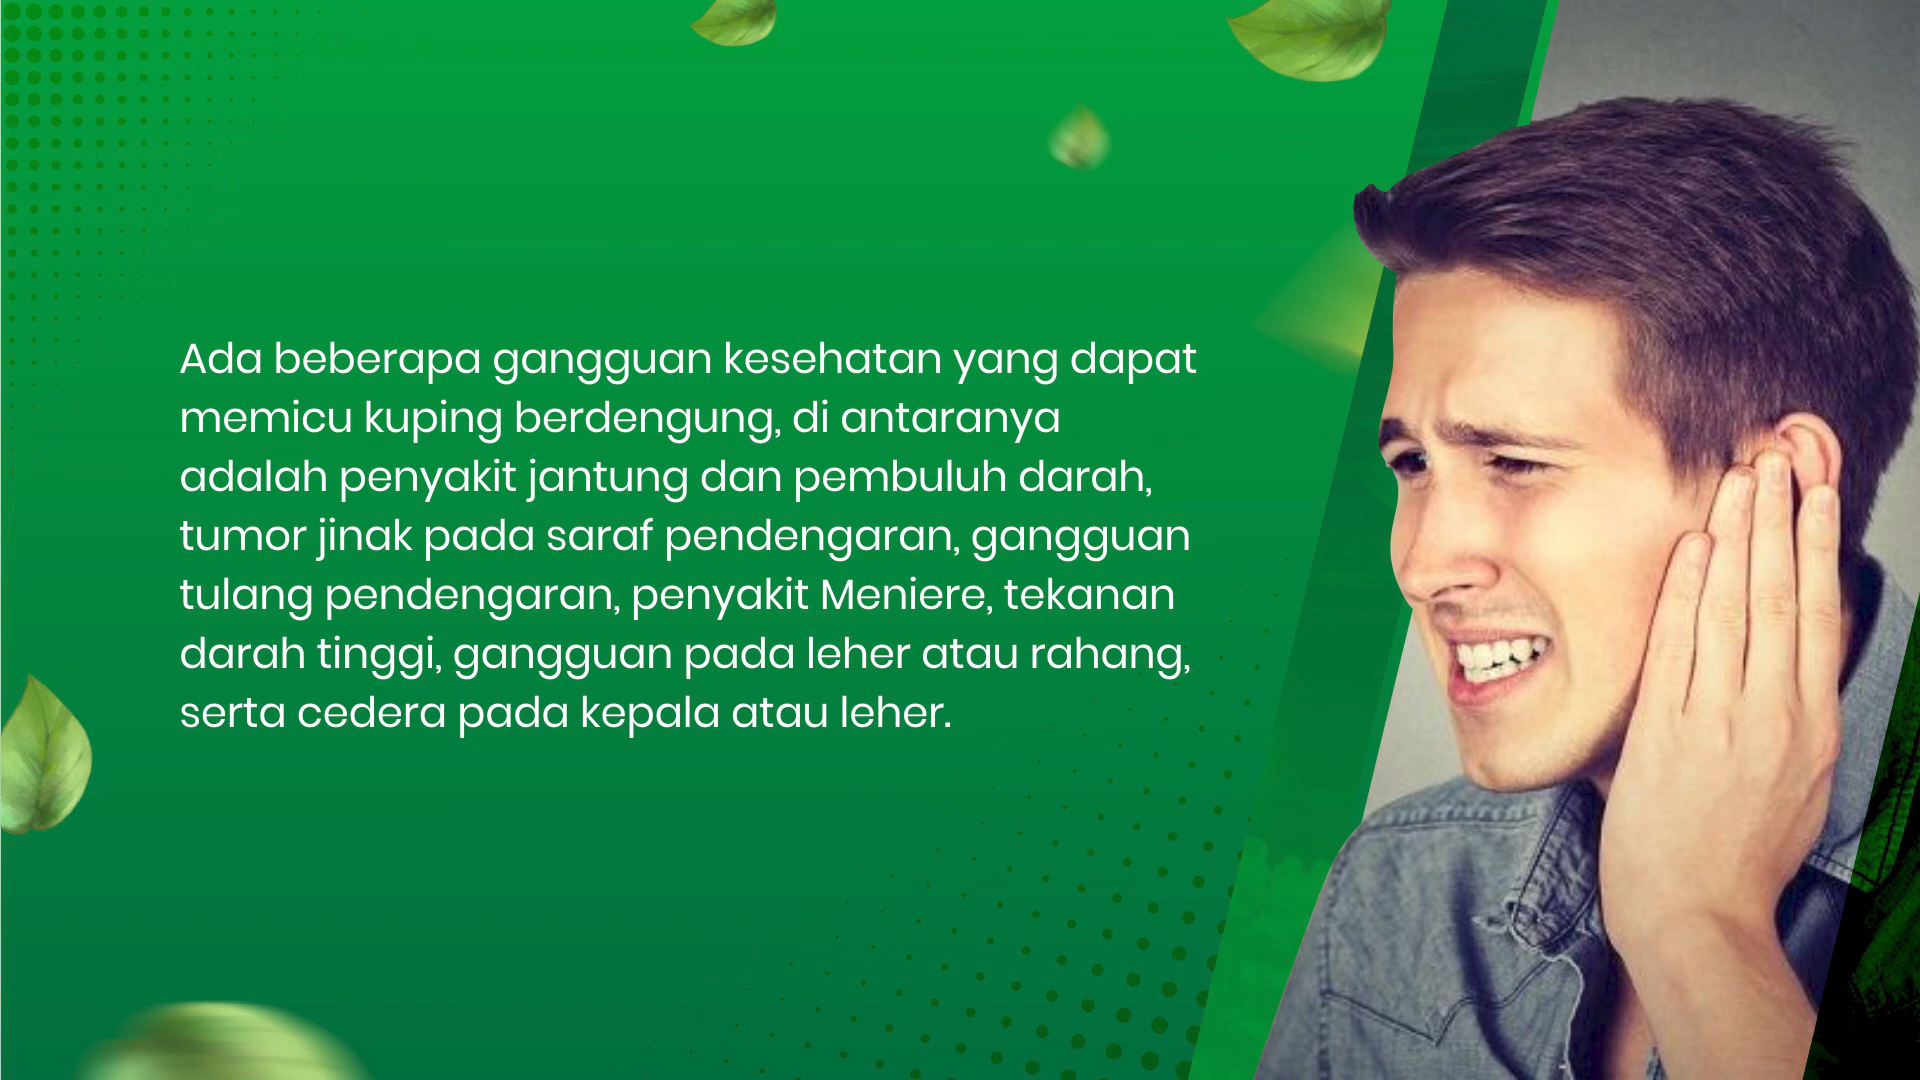 Ada beberapa gangguan kesehatan yang dapat
memicu kuping berdengung, di antaranya
adalah penyakit jantung dan pembuluh darah,
tumor jinak pada saraf pendengaran, gangguan
tulang pendengaran, penyakit Meniere, tekanan
darah tinggi, gangguan pada leher atau rahang,
serta cedera pada kepala atau leher.